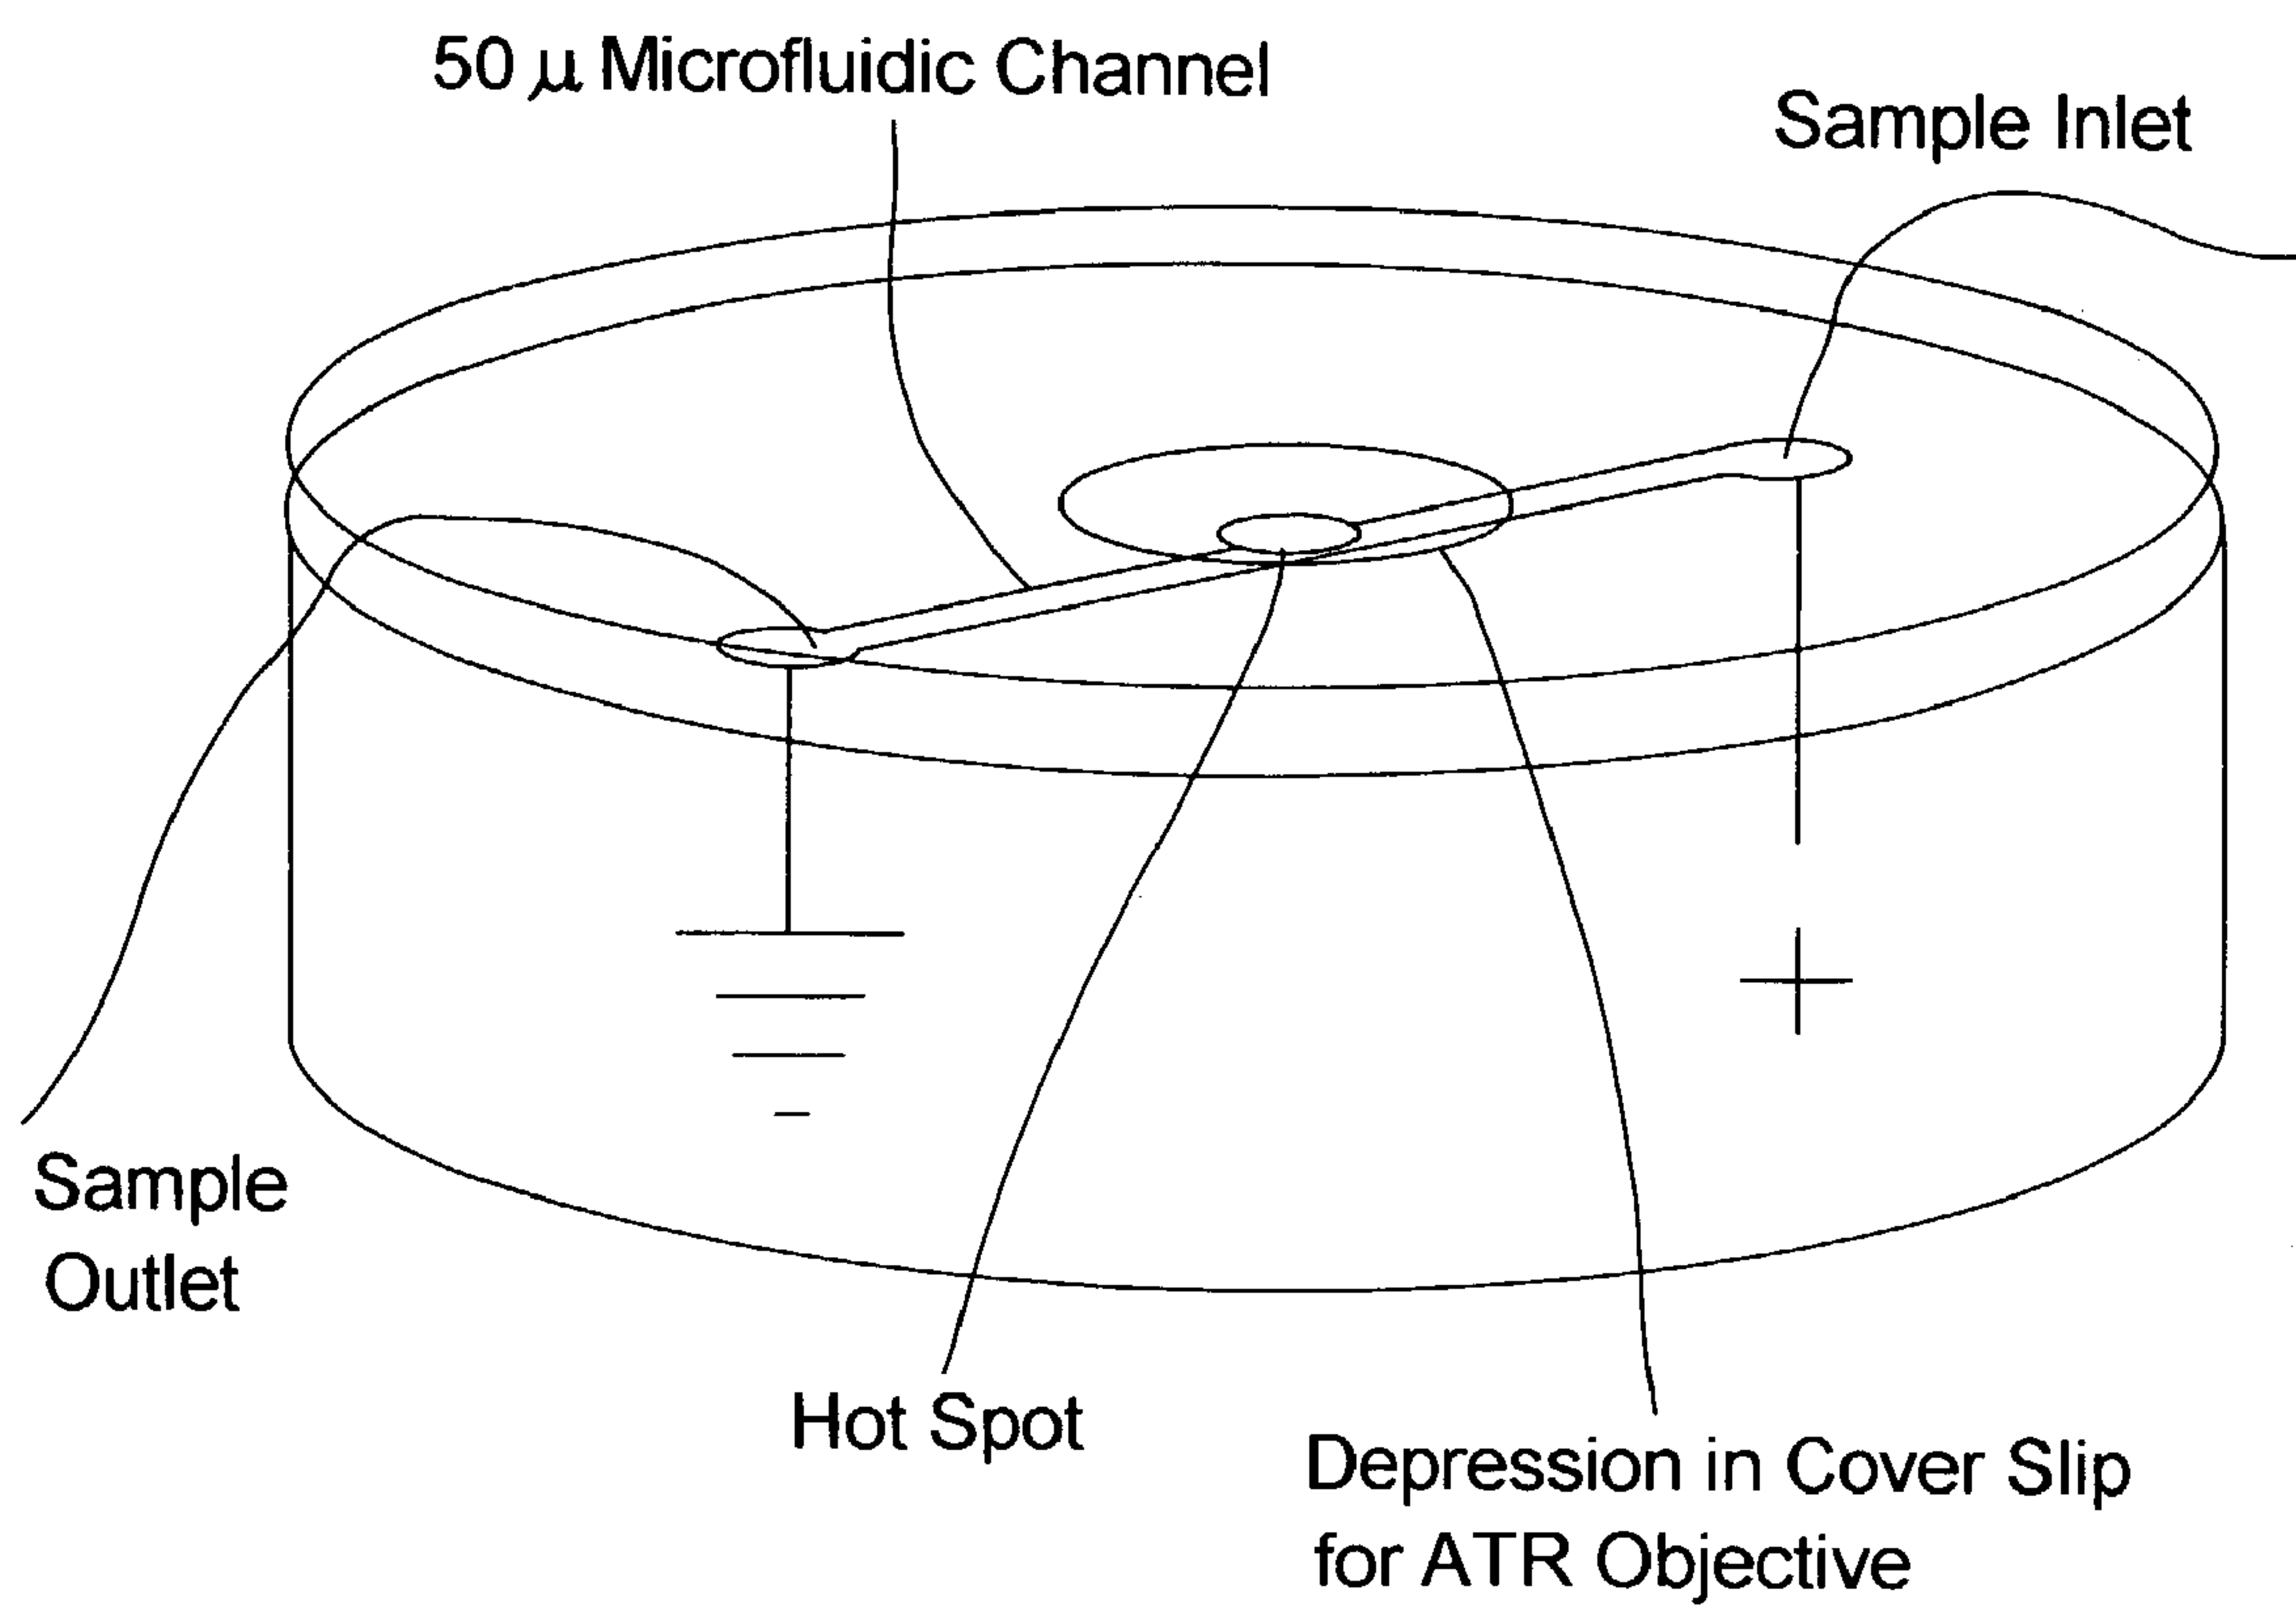 50 μ Microfluidic Channel
Sample Inlet
Sample
Outlet
Hot Spot
Depression in Cover Slip
for ATR Objective